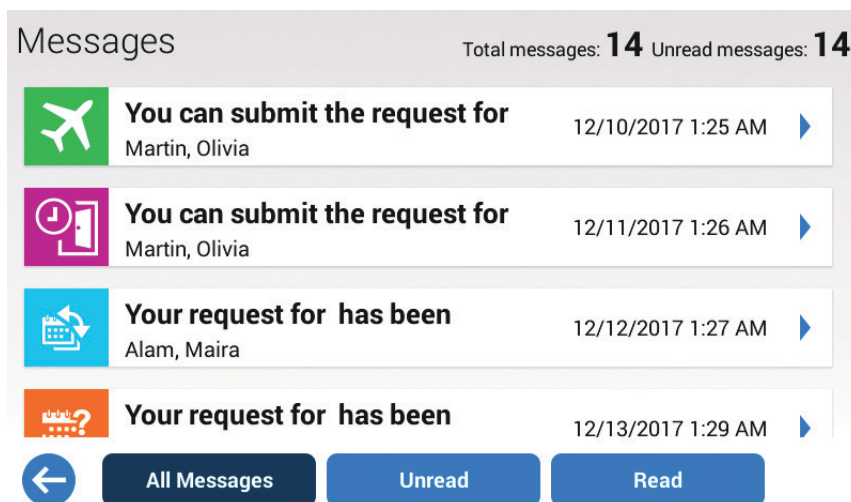 Messages
Total messages: 14 Unread messages: 14
You can submit the request for
Martin, Olivia
12/10/2017 1:25 AM
You can submit the request for
Martin, Olivia
12/11/2017 1:26 AM
Your request for  has been
Alam, Maira
12/12/2017 1:27 AM
?
Your request for  has been
12/13/2017 1:29 AM
All Messages
Unread
Read